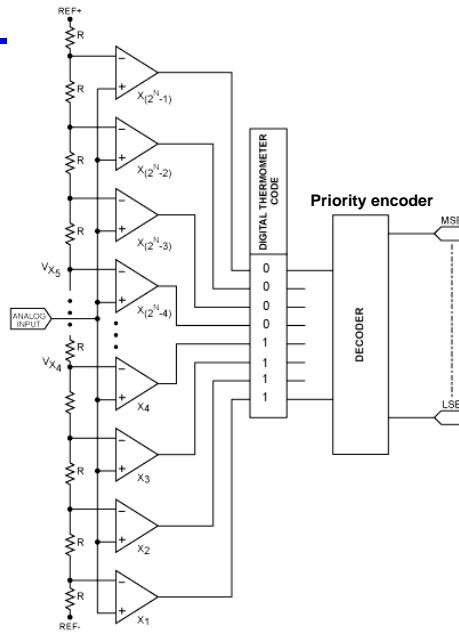 REF+
R
R
X(2^N-1)
R
X(2^N-2)
R
DIGITAL THERMOMETER
CODE
Priority encoder
MSB
X(2^N-3)
R
VX5
0
0
0
0
1
1
1
1
X(2^N-4)
ANALOG
INPUT
DECODER
R
VX4
X4
LSB
R
X3
R
X2
R
R
X1
REF-